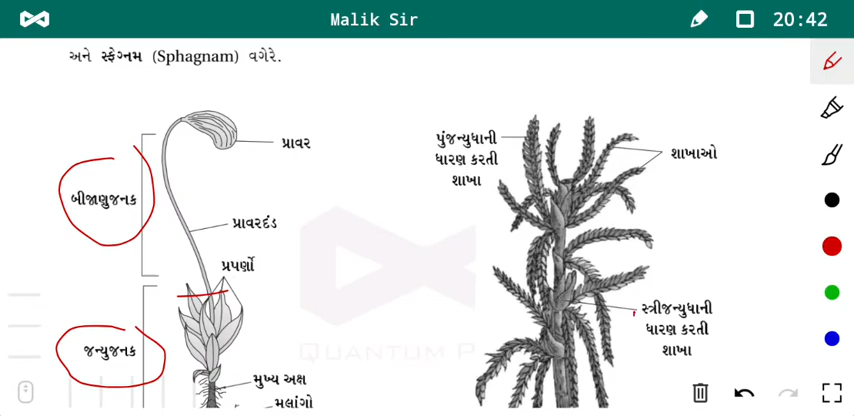 Malik Sir
20:42
અને સ્ફેગ્નમ (Sphagnam) વગેરે.
પ્રાવર
બીજાણુજનક
પ્રાવરદંડ
પ્રપર્ણો
જન્યુજનક
મુખ્ય અક્ષ
મલાંગો
પુંજન્યુધાની
ધારણ કરતી
શાખા
શાખાઓ
સ્ત્રીજન્યુધાની
ધારણ કરતી
શાખા
QUANTUM P